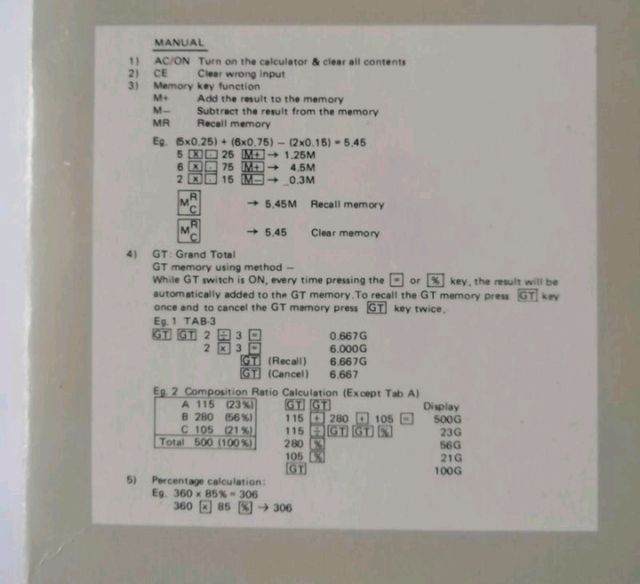 MANUAL
1) AC/ON Turn on the calculator & clear all contents
2) CE Clear wrong input
3) Memory key function
M+ Add the result to the memory
M− Subtract the result from the memory
MR Recall memory
Eg. (5x0.25) + (6x0.75) − (2x0.15) = 5.45
5 [x] [.] 25 [M+] → 1.25M
6 [x] [.] 75 [M+] → 4.5M
2 [x] [.] 15 [M−] → _0.3M
[MRC] → 5.45M Recall memory
[MRC] → 5.45 Clear memory
4) GT: Grand Total
GT memory using method −
While GT switch is ON, every time pressing the [=] or [%] key, the result will be
automatically added to the GT memory. To recall the GT memory press [GT] key
once and to cancel the GT memory press [GT] key twice.
Eg. 1 TAB-3
[GT] [GT] 2 [÷] 3 [=] 0.667G
2 [x] 3 [=] 6.000G
[GT] (Recall) 6.667G
[GT] (Cancel) 6.667
Eg. 2 Composition Ratio Calculation (Except Tab A)
A 115 (23%) [GT] [GT] Display
B 280 (56%) 115 [+] 280 [+] 105 [=] 500G
C 105 (21%) 115 [÷] [GT] [GT] [%] 23G
Total 500 (100%) 280 [%] 56G
105 [%] 21G
[GT] 100G
5) Percentage calculation:
Eg. 360 x 85% = 306
360 [x] 85 [%] → 306